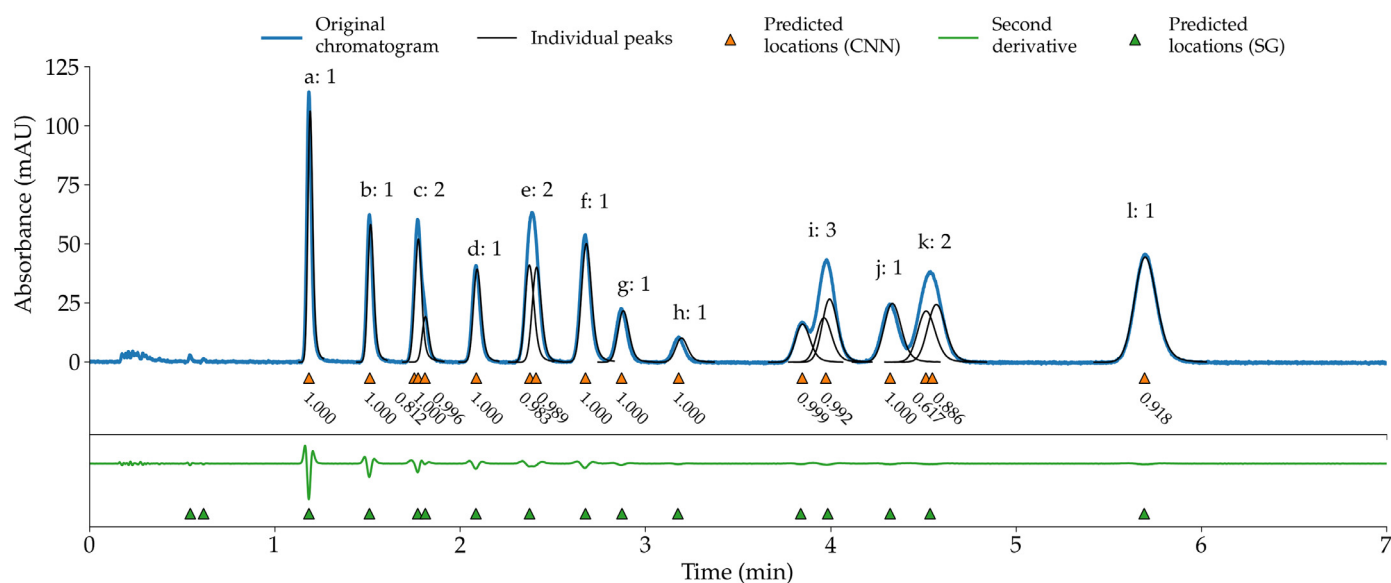 Original
chromatogram
Individual peaks
Predicted
locations (CNN)
Second
derivative
Predicted
locations (SG)
Absorbance (mAU)
125
100
75
50
25
0
a: 1
b: 1
c: 2
d: 1
e: 2
f: 1
g: 1
h: 1
i: 3
j: 1
k: 2
l: 1
1.000
1.000
0.812
1.000
0.996
1.000
0.983
0.989
1.000
1.000
1.000
0.999
0.992
1.000
0.617
0.886
0.918
0
1
2
3
4
5
6
7
Time (min)